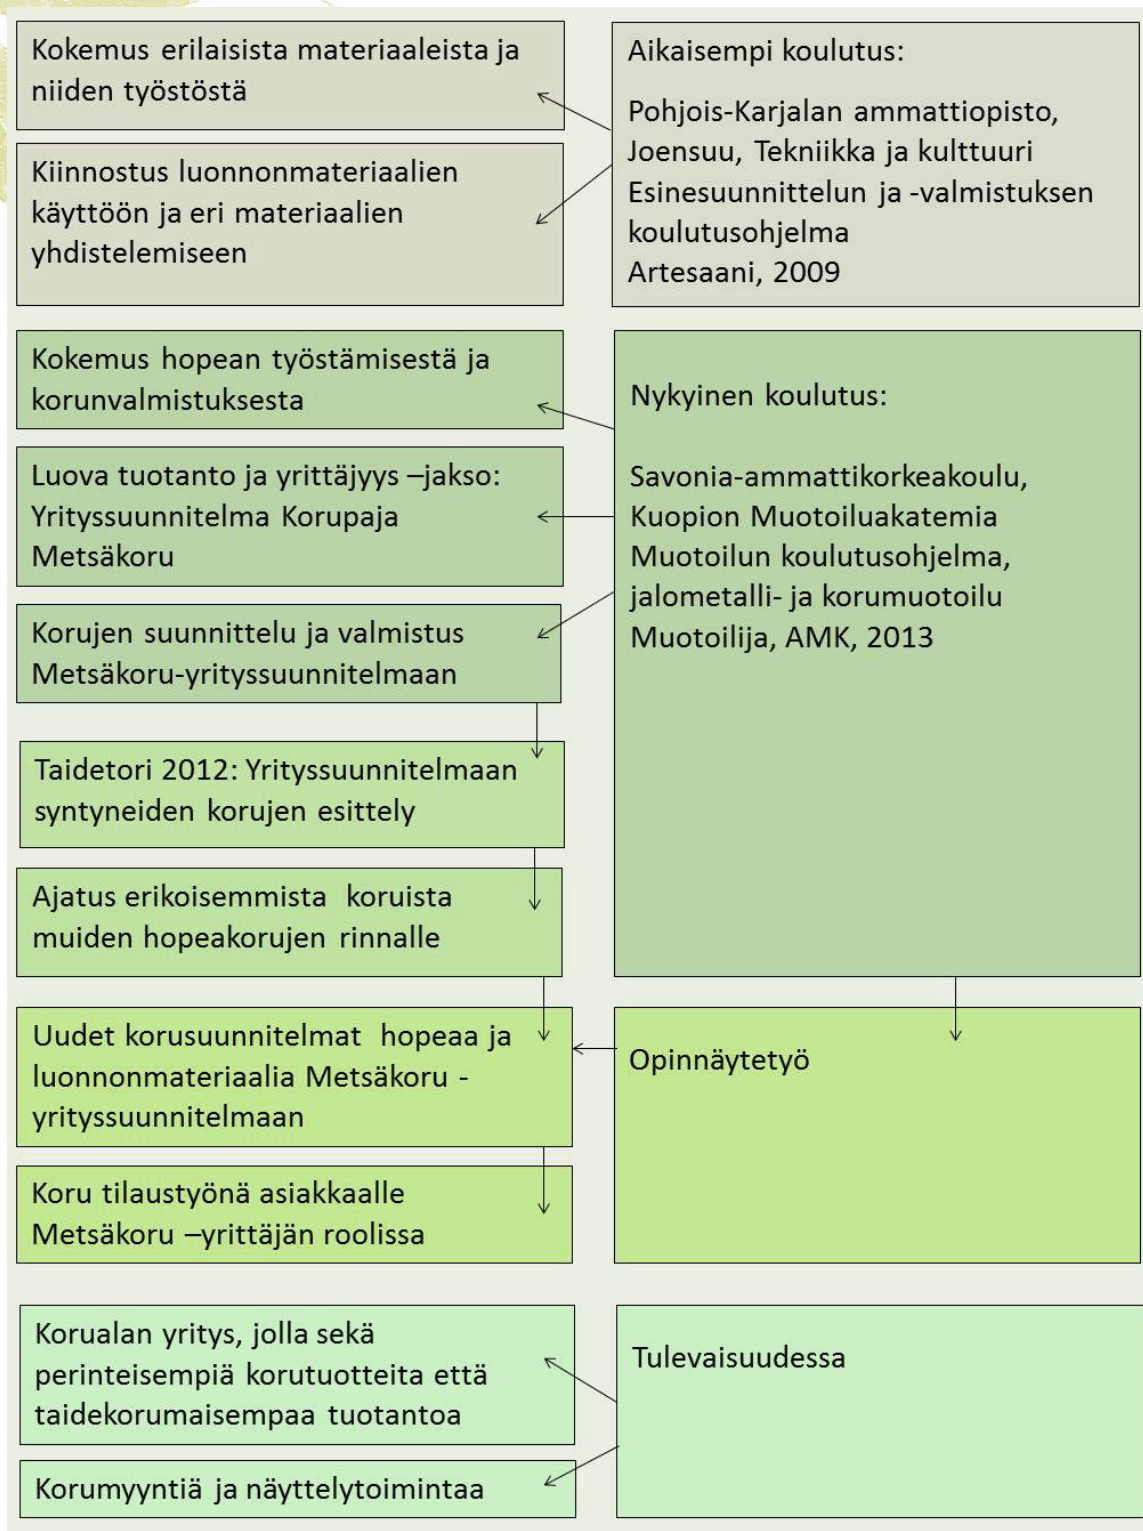 Kokemus erilaisista materiaaleista ja
niiden työstöstä
Kiinnostus luonnonmateriaalien
käyttöön ja eri materiaalien
yhdistelemiseen
Aikaisempi koulutus:
Pohjois-Karjalan ammattiopisto,
Joensuu, Tekniikka ja kulttuuri
Esinesuunnittelun ja -valmistuksen
koulutusohjelma
Artesaani, 2009
Kokemus hopean työstämisestä ja
korunvalmistuksesta
Luova tuotanto ja yrittäjyys –jakso:
Yrityssuunnitelma Korupaja
Metsäkoru
Korujen suunnittelu ja valmistus
Metsäkoru-yrityssuunnitelmaan
Nykyinen koulutus:
Savonia-ammattikorkeakoulu,
Kuopion Muotoiluakatemia
Muotoilun koulutusohjelma,
jalometalli- ja korumuotoilu
Muotoilija, AMK, 2013
Taidetori 2012: Yrityssuunnitelmaan
syntyneiden korujen esittely
Ajatus erikoisemmista koruista
muiden hopeakorujen rinnalle
Uudet korusuunnitelmat hopeaa ja
luonnonmateriaalia Metsäkoru -
yrityssuunnitelmaan
Opinnäytetyö
Koru tilaustyönä asiakkaalle
Metsäkoru –yrittäjän roolissa
Korualan yritys, jolla sekä
perinteisempiä korutuotteita että
taidekorumaisempaa tuotantoa
Tulevaisuudessa
Korumyyntiä ja näyttelytoimintaa